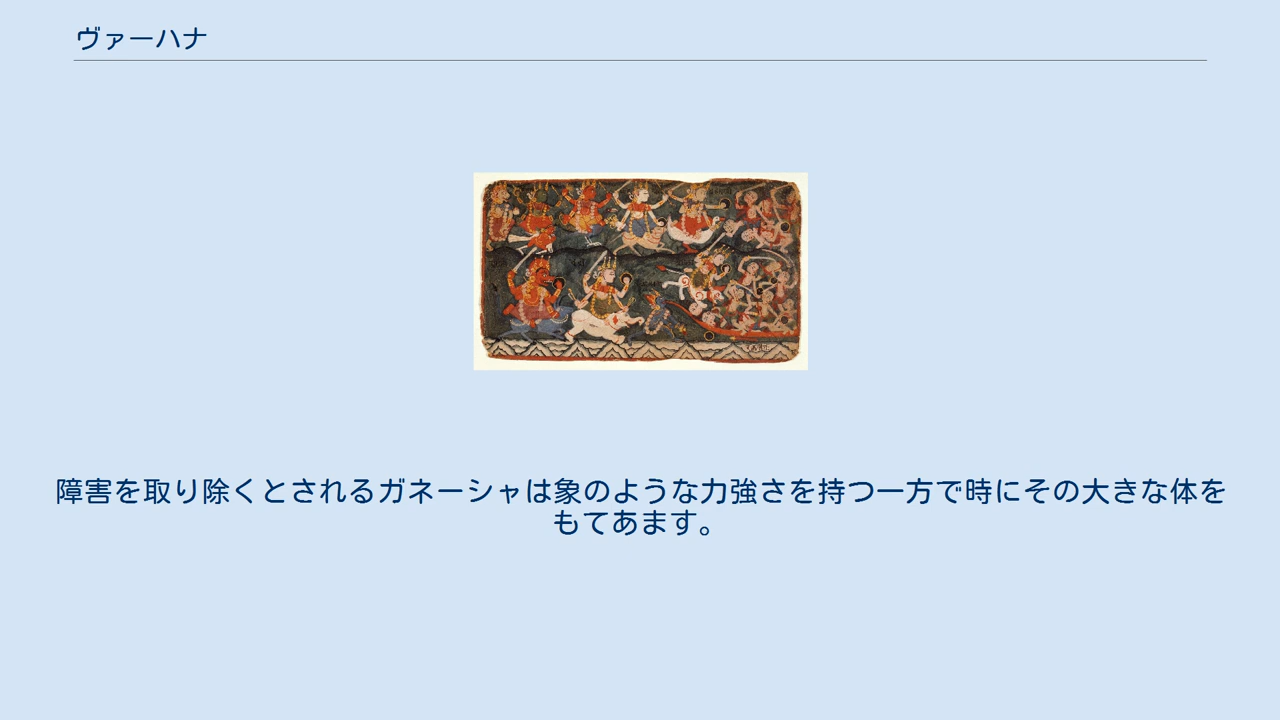 ヴァーハナ
障害を取り除くとされるガネーシャは象のような力強さを持つ一方で時にその大きな体を
もてあます。